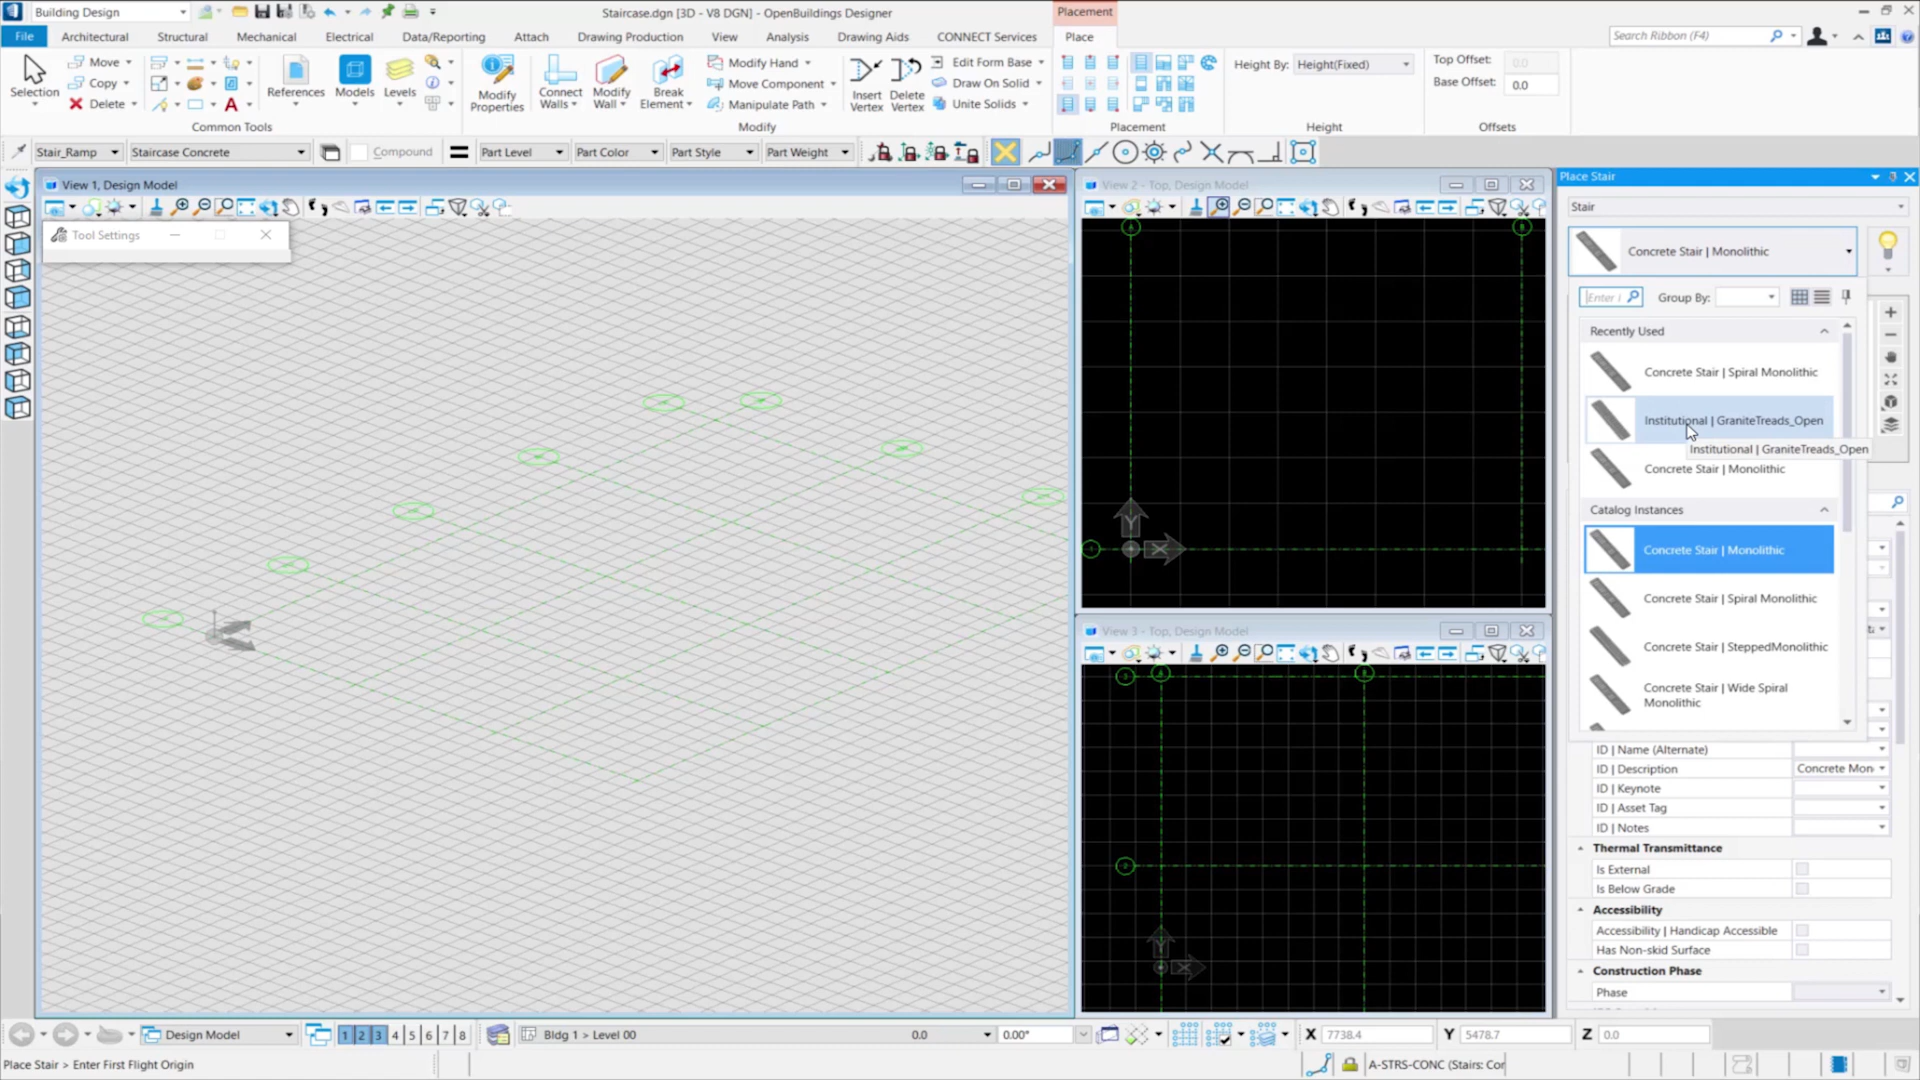 Building Design
Staircase.dgn [3D - V8 DGN] - OpenBuildings Designer
Placement
File
Architectural
Structural
Mechanical
Electrical
Data/Reporting
Attach
Drawing Production
View
Analysis
Drawing Aids
CONNECT Services
Place
Search Ribbon (F4)
Selection
Move
Copy
Delete
References
Models
Levels
Common Tools
Modify Properties
Connect Walls
Modify Wall
Break Element
Modify Hand
Move Component
Manipulate Path
Insert Vertex
Delete Vertex
Edit Form Base
Draw On Solid
Unite Solids
Modify
Placement
Height By:
Height(Fixed)
Height
Top Offset:
0.0
Base Offset:
0.0
Offsets
Stair_Ramp
Staircase Concrete
Compound
Part Level
Part Color
Part Style
Part Weight
View 1, Design Model
Tool Settings
View 2 - Top, Design Model
A
B
Y
X
View 3 - Top, Design Model
3
A
B
2
Y
X
Place Stair
Stair
Concrete Stair | Monolithic
Group By:
Recently Used
Concrete Stair | Spiral Monolithic
Institutional | GraniteTreads_Open
Institutional | GraniteTreads_Open
Concrete Stair | Monolithic
Catalog Instances
Concrete Stair | Monolithic
Concrete Stair | Spiral Monolithic
Concrete Stair | SteppedMonolithic
Concrete Stair | Wide Spiral
Monolithic
ID | Name (Alternate)
ID | Description
Concrete Mon
ID | Keynote
ID | Asset Tag
ID | Notes
Thermal Transmittance
Is External
Is Below Grade
Accessibility
Accessibility | Handicap Accessible
Has Non-skid Surface
Construction Phase
Phase
Design Model
1 2 3 4 5 6 7 8
Bldg 1 > Level 00
0.0
0.00°
X 7738.4
Y 5478.7
Z 0.0
Place Stair > Enter First Flight Origin
A-STRS-CONC (Stairs: Cor